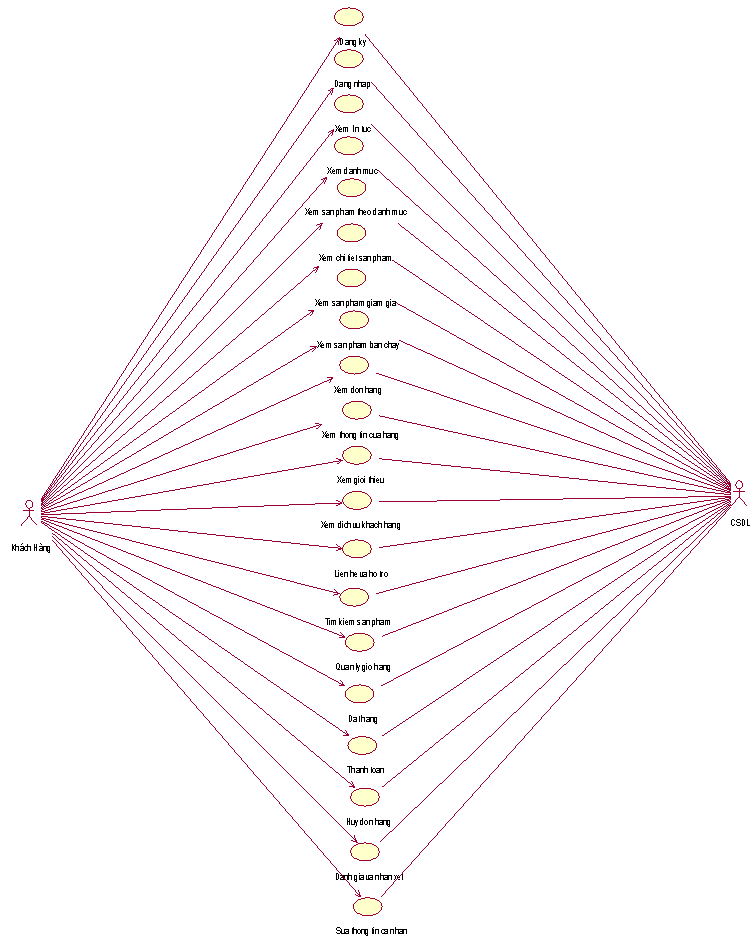 Dang ky
Dang nhap
Xem tin tuc
Xem danh muc
Xem san pham theo danh muc
Xem chi tiet san pham
Xem san pham giam gia
Xem san pham ban chay
Xem don hang
Xem thong tin cua hang
Xem gioi thieu
Khách Hàng
CSDL
Xem dich vu khach hang
Lien he va ho tro
Tim kiem san pham
Quan ly gio hang
Dat hang
Thanh toan
Huy don hang
Danh gia va nhan xet
Sua thong tin ca nhan